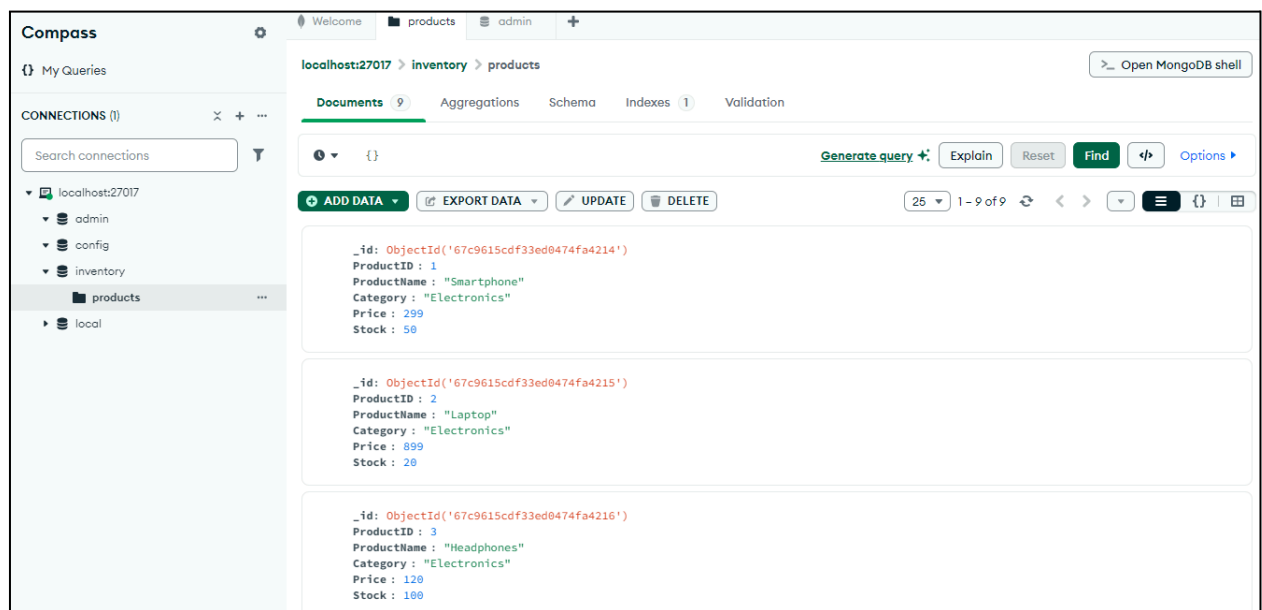 Compass
{} My Queries
CONNECTIONS (1)
Search connections
localhost:27017
admin
config
inventory
products
local
Welcome
products
admin
localhost:27017 > inventory > products
>_ Open MongoDB shell
Documents 9 Aggregations Schema Indexes 1 Validation
{} Generate query Explain Reset Find </> Options
ADD DATA EXPORT DATA UPDATE DELETE 25 1 – 9 of 9 {}
_id: ObjectId('67c9615cdf33ed0474fa4214')
ProductID : 1
ProductName : "Smartphone"
Category : "Electronics"
Price : 299
Stock : 50
_id: ObjectId('67c9615cdf33ed0474fa4215')
ProductID : 2
ProductName : "Laptop"
Category : "Electronics"
Price : 899
Stock : 20
_id: ObjectId('67c9615cdf33ed0474fa4216')
ProductID : 3
ProductName : "Headphones"
Category : "Electronics"
Price : 120
Stock : 100